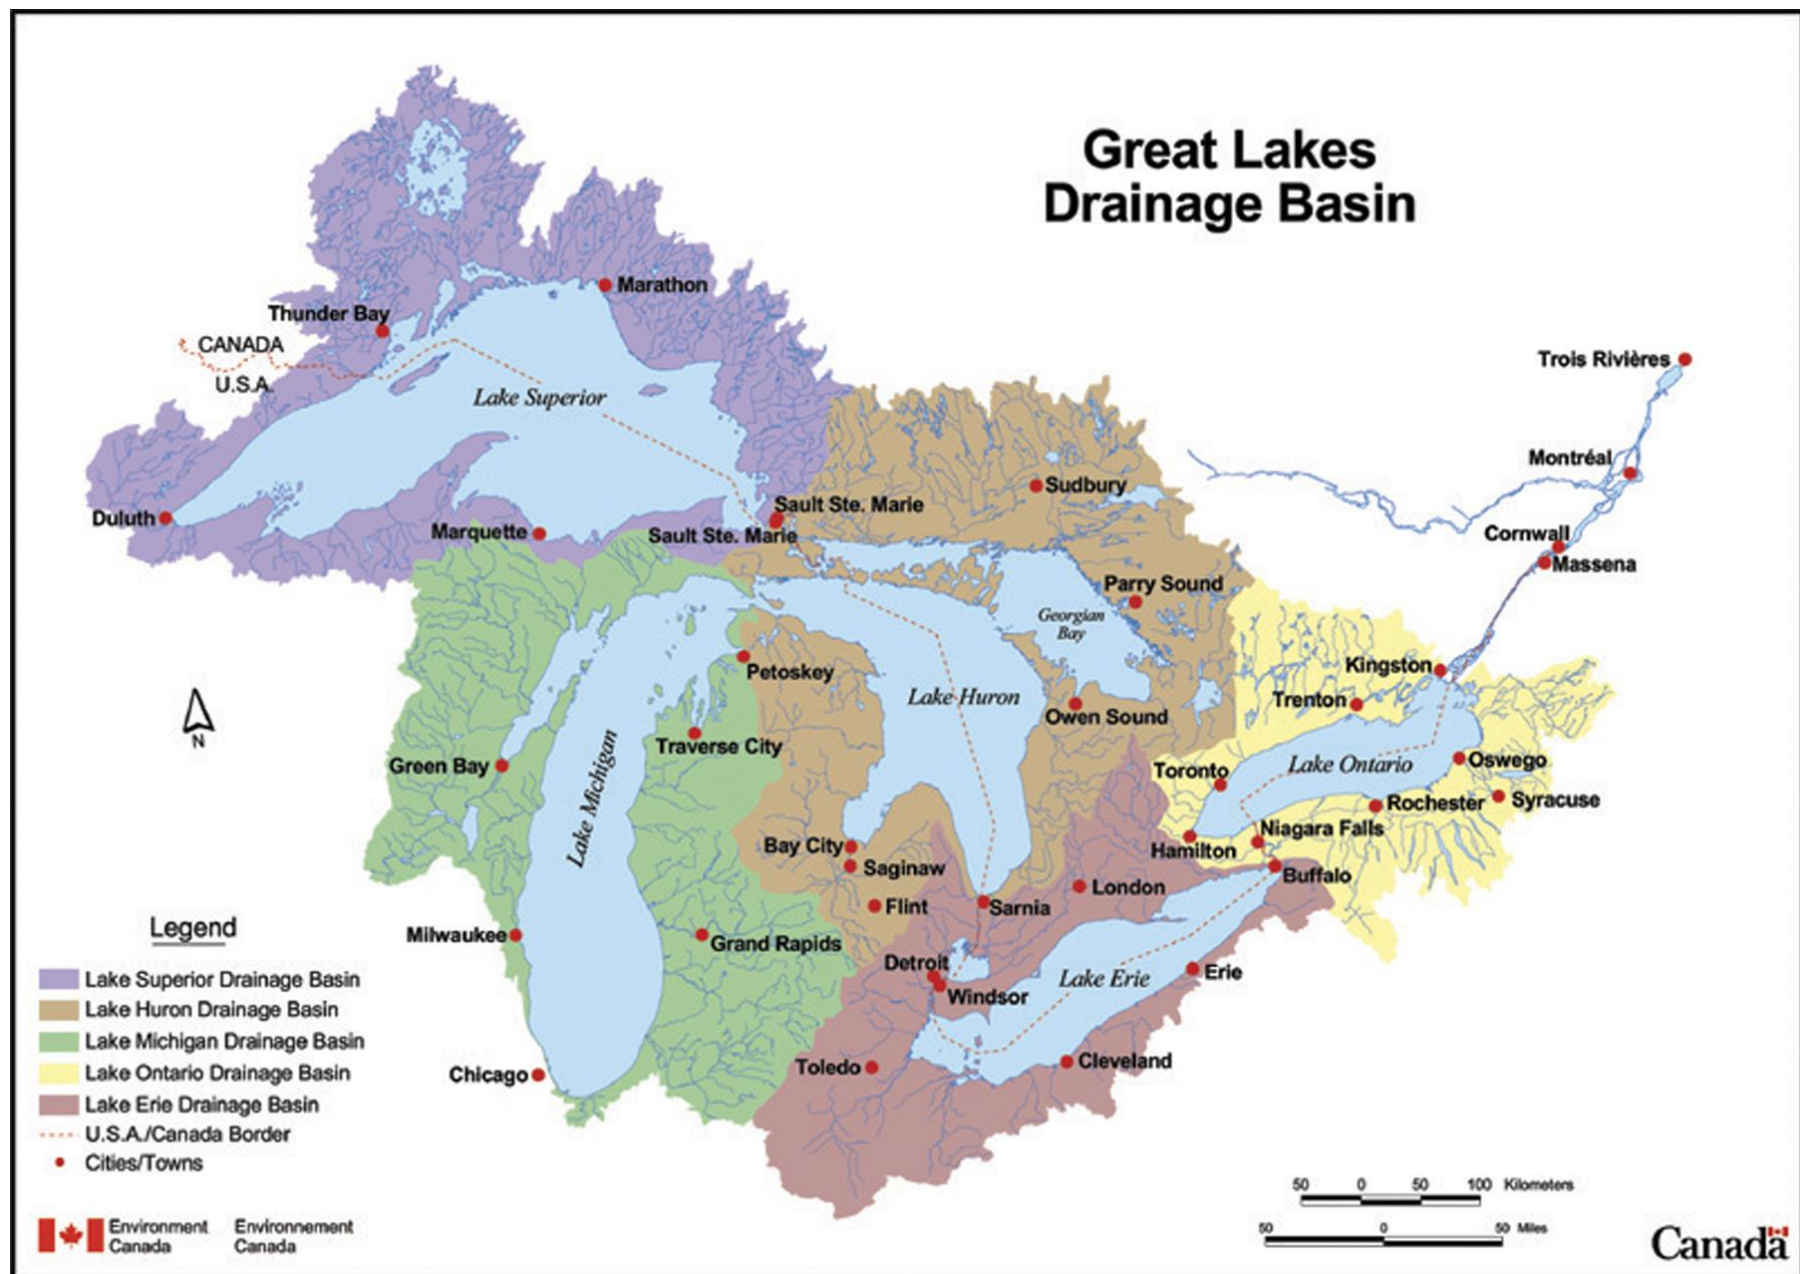 Great Lakes
Drainage Basin
Marathon
Thunder Bay
CANADA
U.S.A.
Lake Superior
Trois Rivières
Montréal
Sudbury
Sault Ste. Marie
Duluth
Marquette
Sault Ste. Marie
Cornwall
Massena
Parry Sound
Georgian
Bay
Kingston
Petoskey
Lake Huron
Trenton
Owen Sound
N
Traverse City
Green Bay
Lake Michigan
Toronto
Lake Ontario
Oswego
Rochester
Syracuse
Niagara Falls
Bay City
Hamilton
Saginaw
Buffalo
London
Flint
Sarnia
Milwaukee
Grand Rapids
Detroit
Lake Erie
Erie
Windsor
Chicago
Toledo
Cleveland
Legend
Lake Superior Drainage Basin
Lake Huron Drainage Basin
Lake Michigan Drainage Basin
Lake Ontario Drainage Basin
Lake Erie Drainage Basin
U.S.A./Canada Border
Cities/Towns
50 0 50 100 Kilometers
50 0 50 Miles
Environment
Canada
Environnement
Canada
Canada